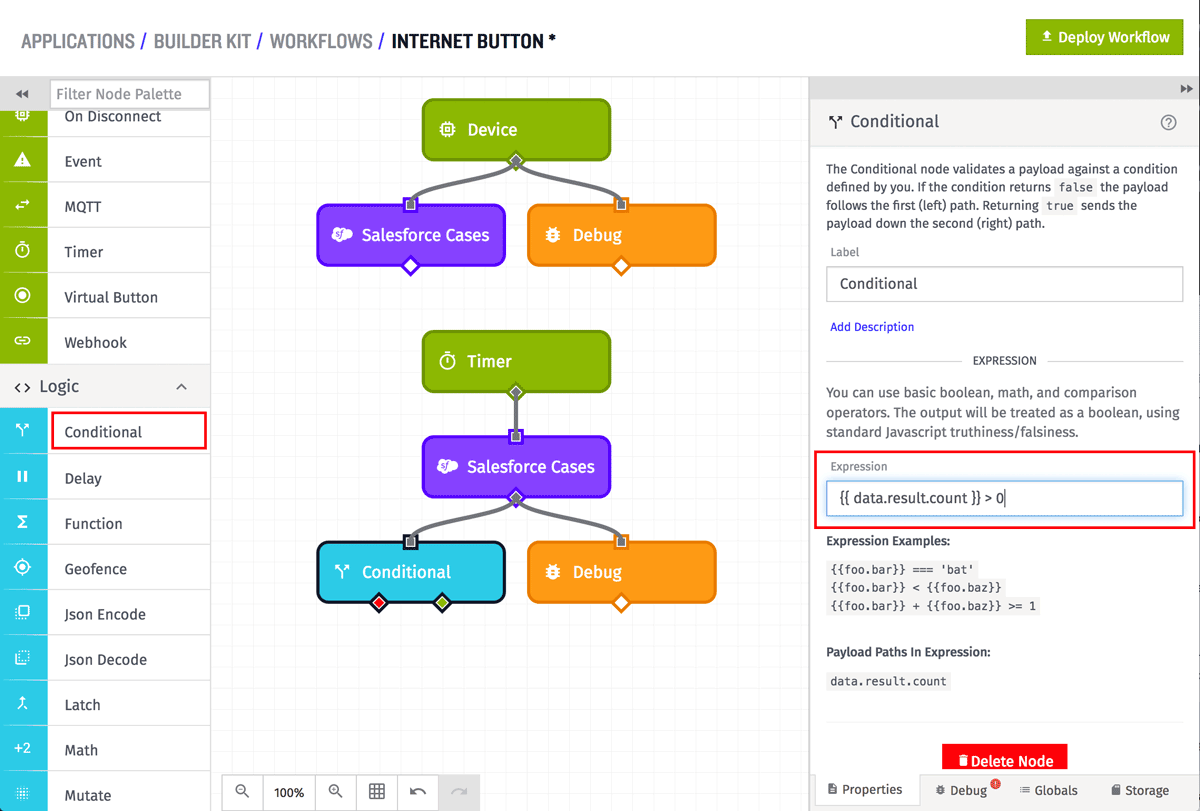 APPLICATIONS / BUILDER KIT / WORKFLOWS / INTERNET BUTTON *
Deploy Workflow
Filter Node Palette
On Disconnect
Event
MQTT
Timer
Virtual Button
Webhook
<> Logic
Conditional
Delay
Function
Geofence
Json Encode
Json Decode
Latch
+2 Math
Mutate
Device
sf Salesforce Cases
Debug
Timer
sf Salesforce Cases
Conditional
Debug
100%
Conditional
?
The Conditional node validates a payload against a condition
defined by you. If the condition returns false the payload
follows the first (left) path. Returning true sends the
payload down the second (right) path.
Label
Conditional
Add Description
EXPRESSION
You can use basic boolean, math, and comparison
operators. The output will be treated as a boolean, using
standard Javascript truthiness/falsiness.
Expression
{{ data.result.count }} > 0
Expression Examples:
{{foo.bar}} === 'bat'
{{foo.bar}} < {{foo.baz}}
{{foo.bar}} + {{foo.baz}} >= 1
Payload Paths In Expression:
data.result.count
Delete Node
Properties
Debug
!
Globals
Storage